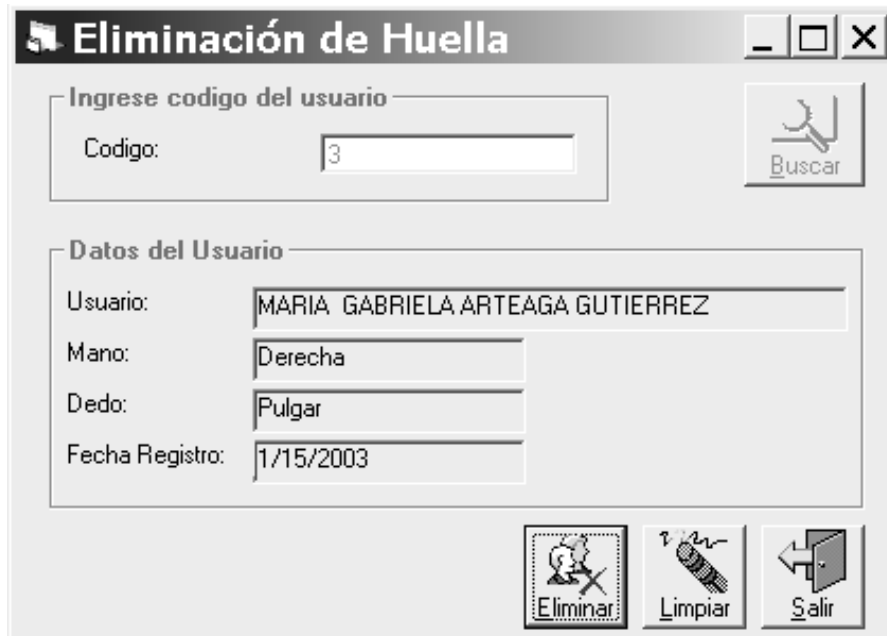 Eliminación de Huella
Ingrese codigo del usuario
Codigo: 3
Buscar
Datos del Usuario
Usuario: MARIA  GABRIELA ARTEAGA GUTIERREZ
Mano: Derecha
Dedo: Pulgar
Fecha Registro: 1/15/2003
Eliminar Limpiar Salir